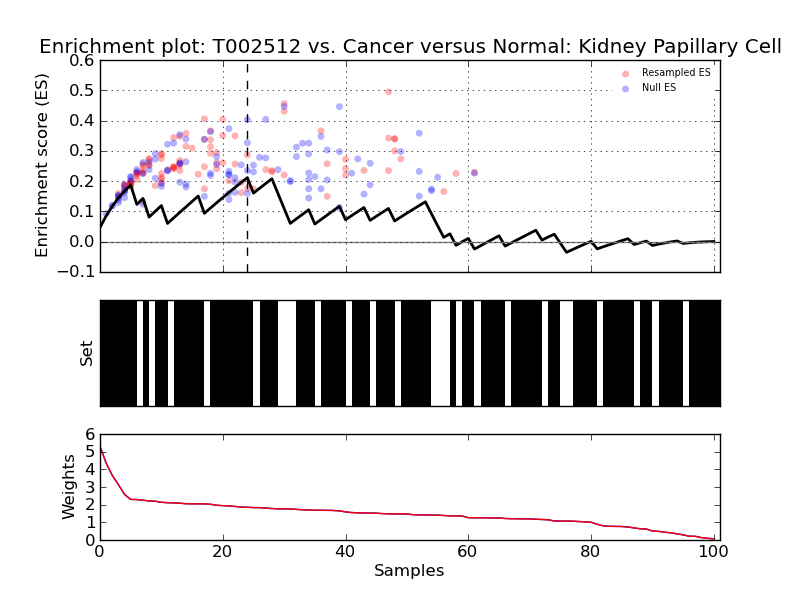 Enrichment plot: T002512 vs. Cancer versus Normal: Kidney Papillary Cell
Enrichment score (ES)
0.6
0.5
0.4
0.3
0.2
0.1
0.0
−0.1
Resampled ES
Null ES
Set
Weights
6
5
4
3
2
1
0
0 20 40 60 80 100
Samples